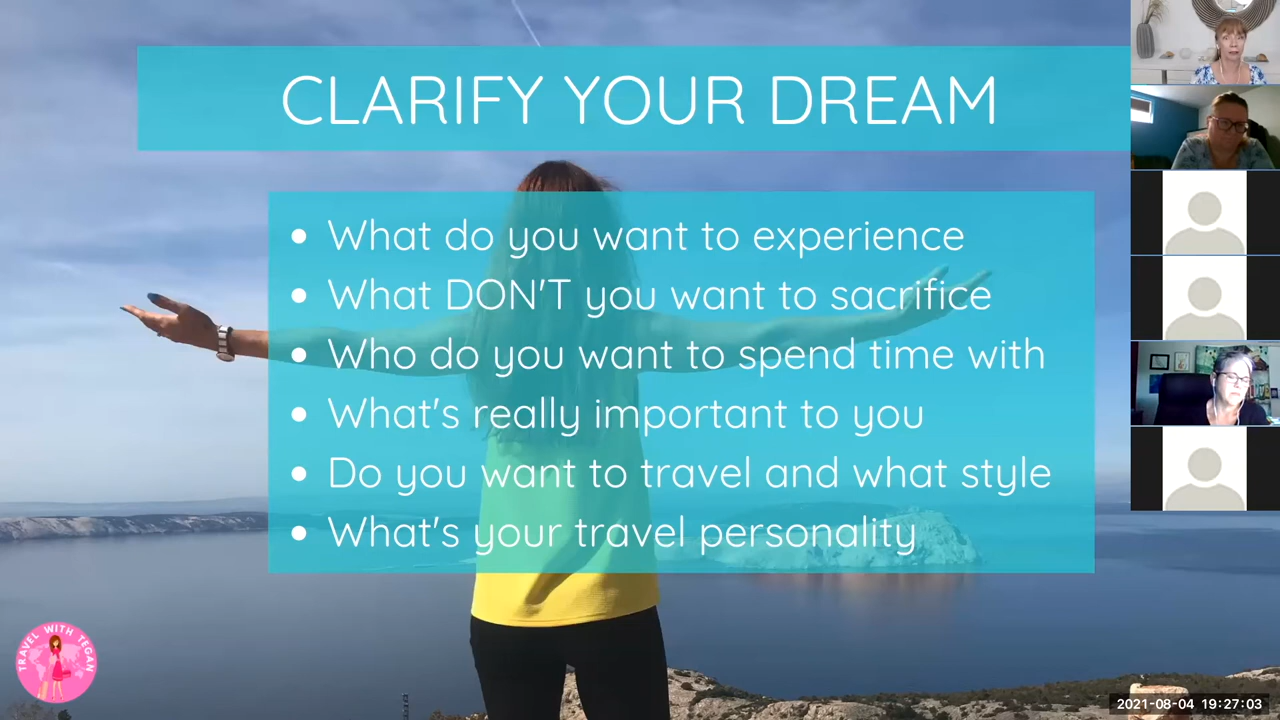 CLARIFY YOUR DREAM
• What do you want to experience
• What DON'T you want to sacrifice
• Who do you want to spend time with
• What's really important to you
• Do you want to travel and what style
• What's your travel personality
TRAVEL WITH TEGAN
2021-08-04 19:27:03